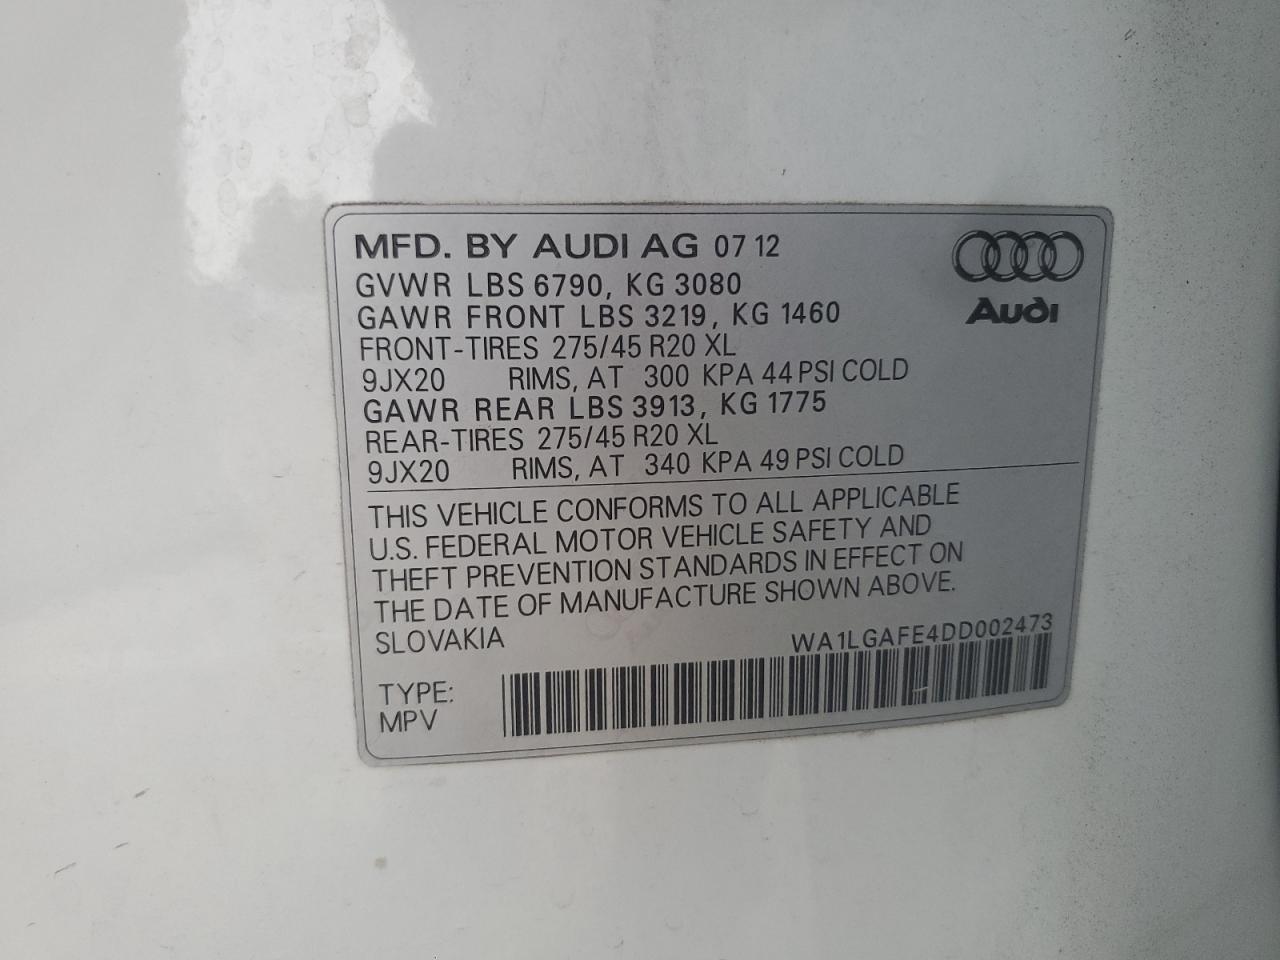 MFD. BY AUDI AG 07 12
GVWR LBS 6790, KG 3080
GAWR FRONT LBS 3219, KG 1460
FRONT-TIRES 275/45 R20 XL
9JX20 RIMS, AT 300 KPA 44 PSI COLD
GAWR REAR LBS 3913, KG 1775
REAR-TIRES 275/45 R20 XL
9JX20 RIMS, AT 340 KPA 49 PSI COLD
Audi
THIS VEHICLE CONFORMS TO ALL APPLICABLE
U.S. FEDERAL MOTOR VEHICLE SAFETY AND
THEFT PREVENTION STANDARDS IN EFFECT ON
THE DATE OF MANUFACTURE SHOWN ABOVE.
SLOVAKIA WA1LGAFE4DD002473
TYPE:
MPV